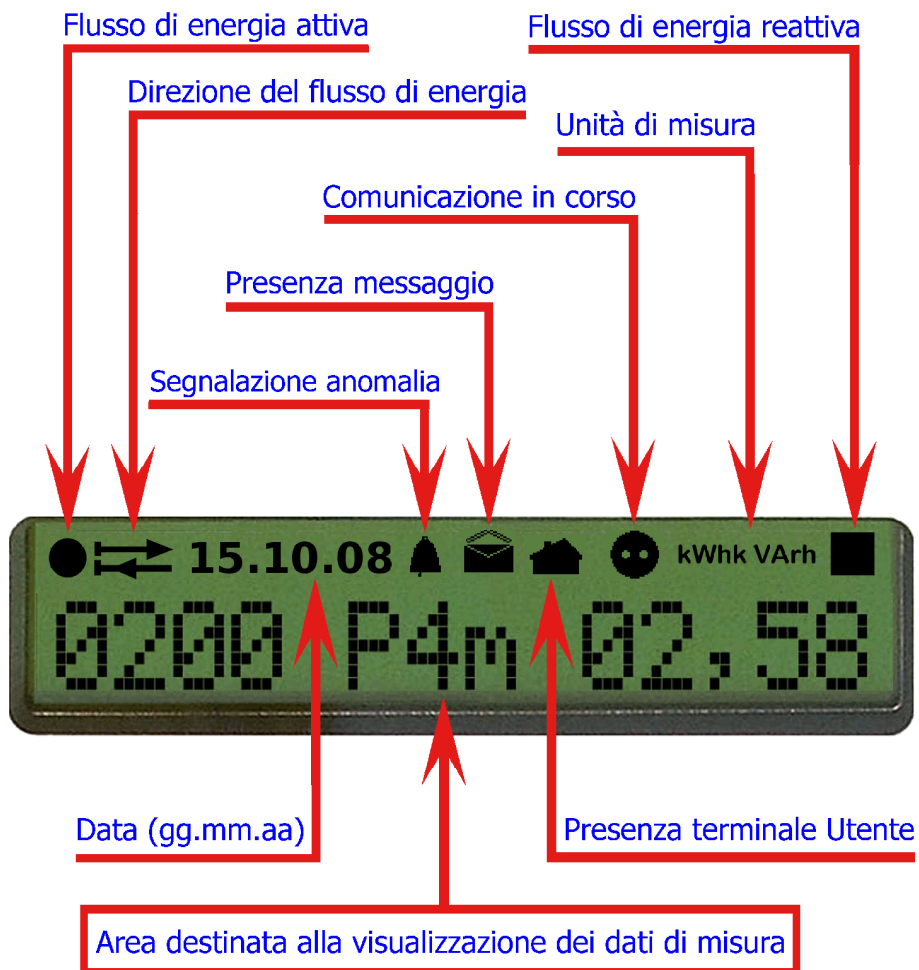 Flusso di energia attiva
Flusso di energia reattiva
Direzione del flusso di energia
Unità di misura
Comunicazione in corso
Presenza messaggio
Segnalazione anomalia
15.10.08 kWhk VArh
0200 P4m 02,58
Data (gg.mm.aa)
Presenza terminale Utente
Area destinata alla visualizzazione dei dati di misura